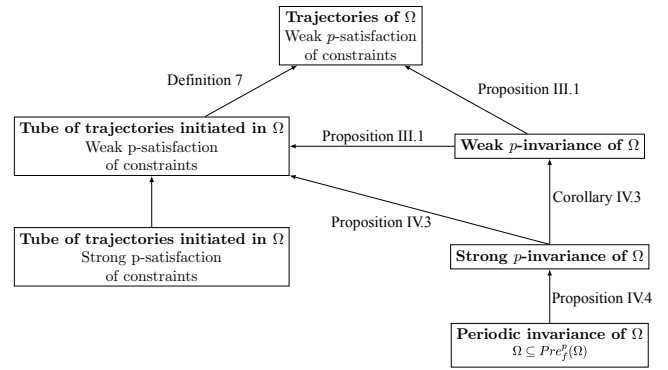 Trajectories of Ω
Weak p-satisfaction
of constraints
Definition 7
Proposition III.1
Tube of trajectories initiated in Ω
Weak p-satisfaction
of constraints
Proposition III.1
Weak p-invariance of Ω
Proposition IV.3
Corollary IV.3
Tube of trajectories initiated in Ω
Strong p-satisfaction
of constraints
Strong p-invariance of Ω
Proposition IV.4
Periodic invariance of Ω
Ω ⊆ Pre_f^p(Ω)